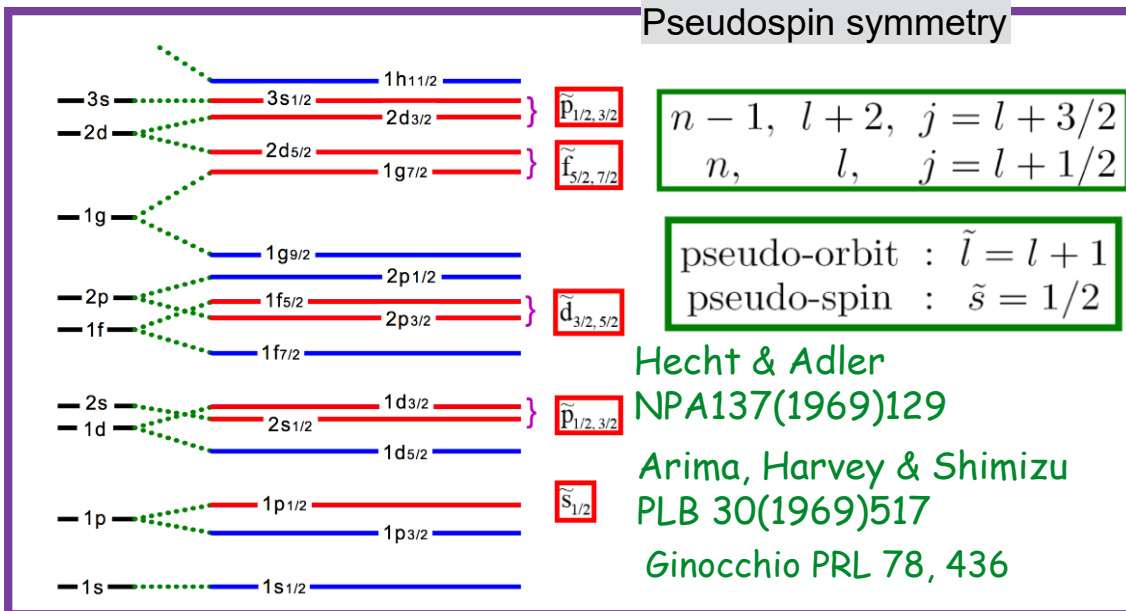 Pseudospin symmetry
3s
2d
1g
2p
1f
2s
1d
1p
1s
1h11/2
3s1/2
2d3/2
2d5/2
1g7/2
1g9/2
2p1/2
1f5/2
2p3/2
1f7/2
1d3/2
2s1/2
1d5/2
1p1/2
1p3/2
1s1/2
}
}
}
}
p̃1/2, 3/2
f̃5/2, 7/2
d̃3/2, 5/2
p̃1/2, 3/2
s̃1/2
n − 1, l + 2, j = l + 3/2
n, l, j = l + 1/2
pseudo-orbit : l̃ = l + 1
pseudo-spin : s̃ = 1/2
Hecht & Adler
NPA137(1969)129
Arima, Harvey & Shimizu
PLB 30(1969)517
Ginocchio PRL 78, 436